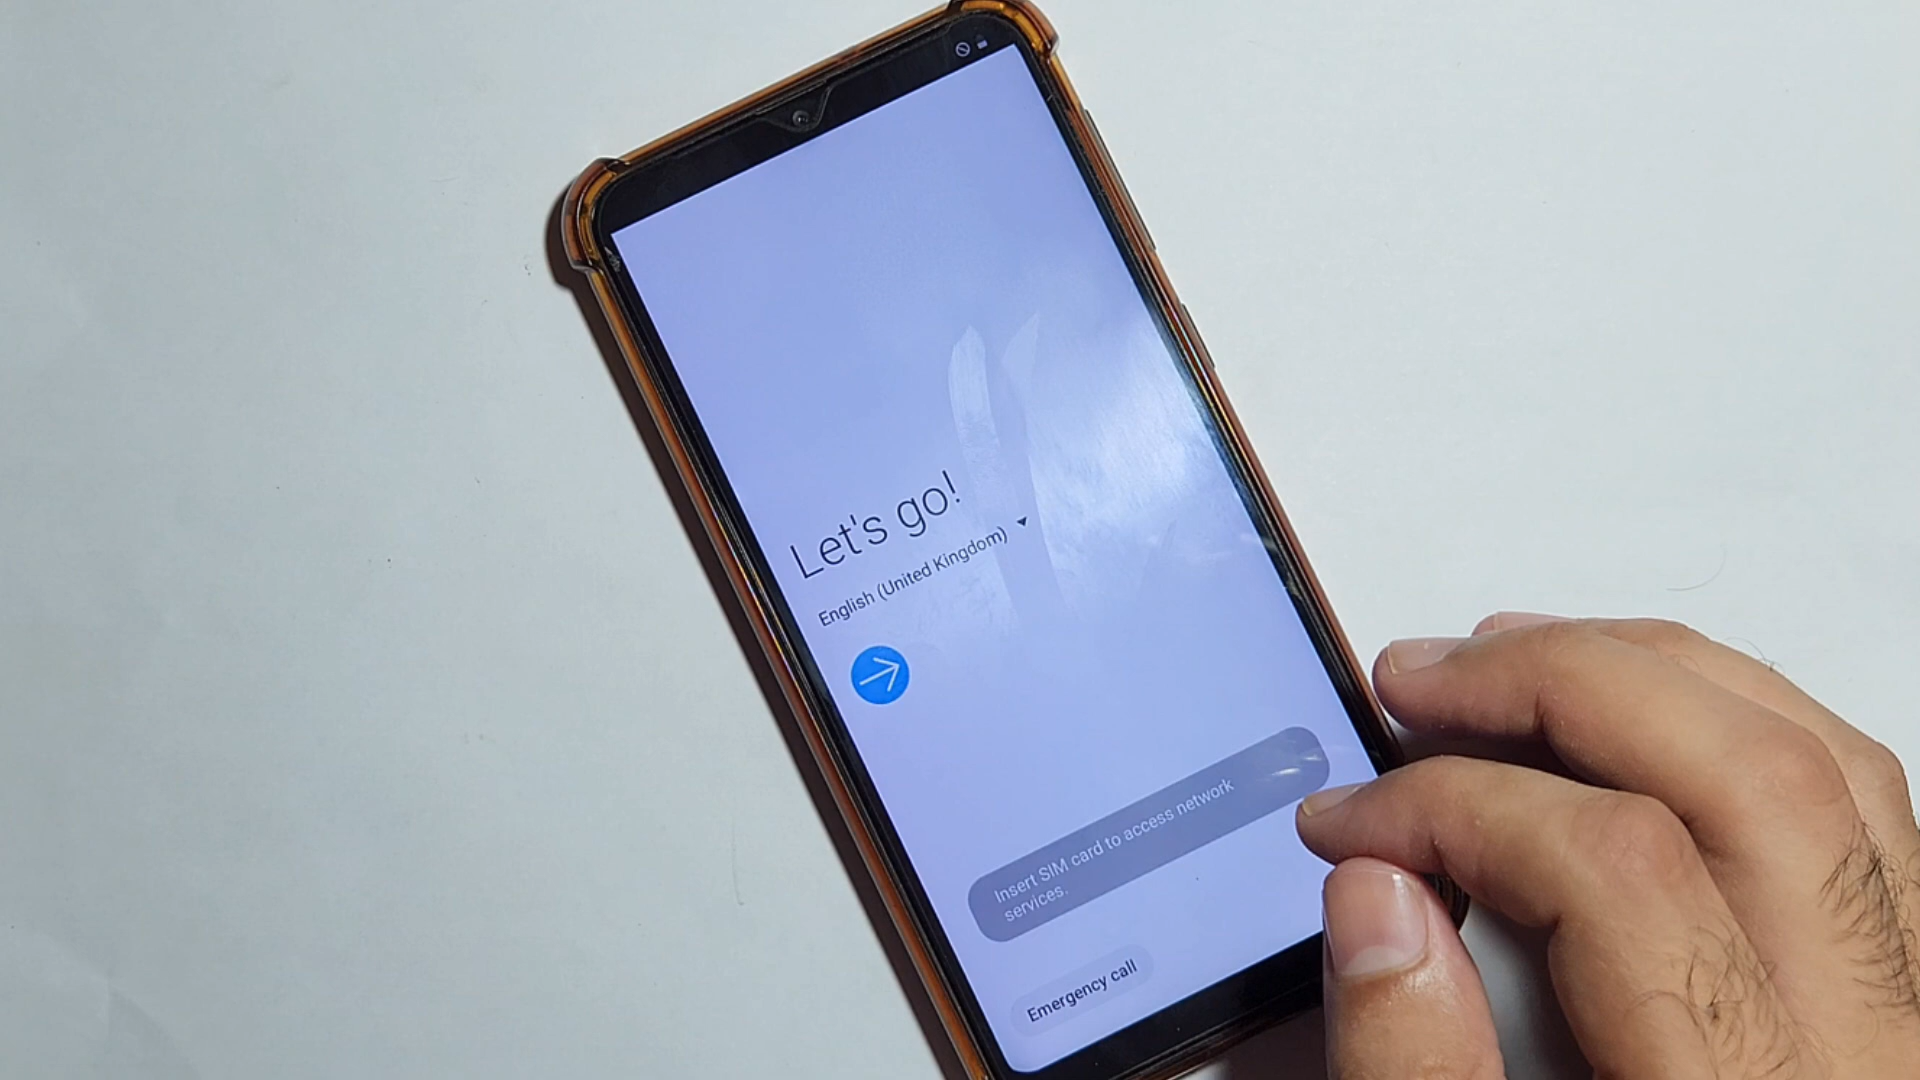 Let's go!
English (United Kingdom)
Insert SIM card to access network
services.
Emergency call